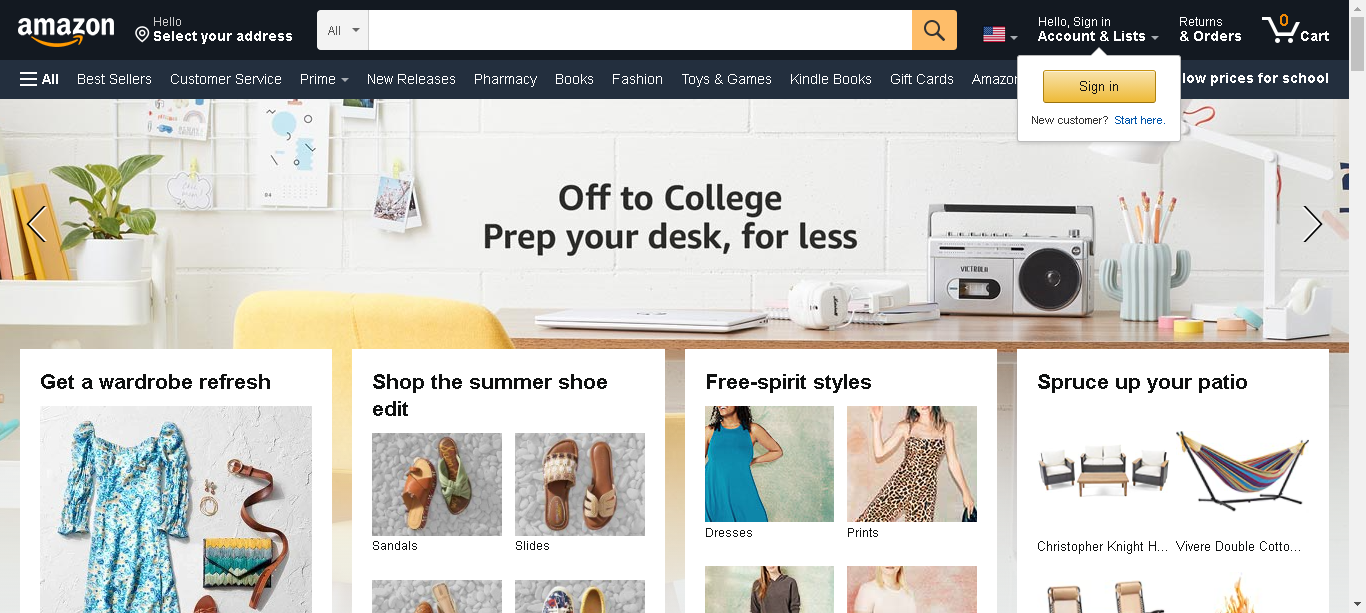 amazon
Hello
Select your address
All
Hello, Sign in
Account & Lists
Returns
& Orders
0
Cart
All
Best Sellers
Customer Service
Prime
New Releases
Pharmacy
Books
Fashion
Toys & Games
Kindle Books
Gift Cards
Amazon
low prices for school
Sign in
New customer? Start here.
Off to College
Prep your desk, for less
VICTROLA
Get a wardrobe refresh
Shop the summer shoe
edit
Sandals
Slides
Free-spirit styles
Dresses
Prints
Spruce up your patio
Christopher Knight H...
Vivere Double Cotto...